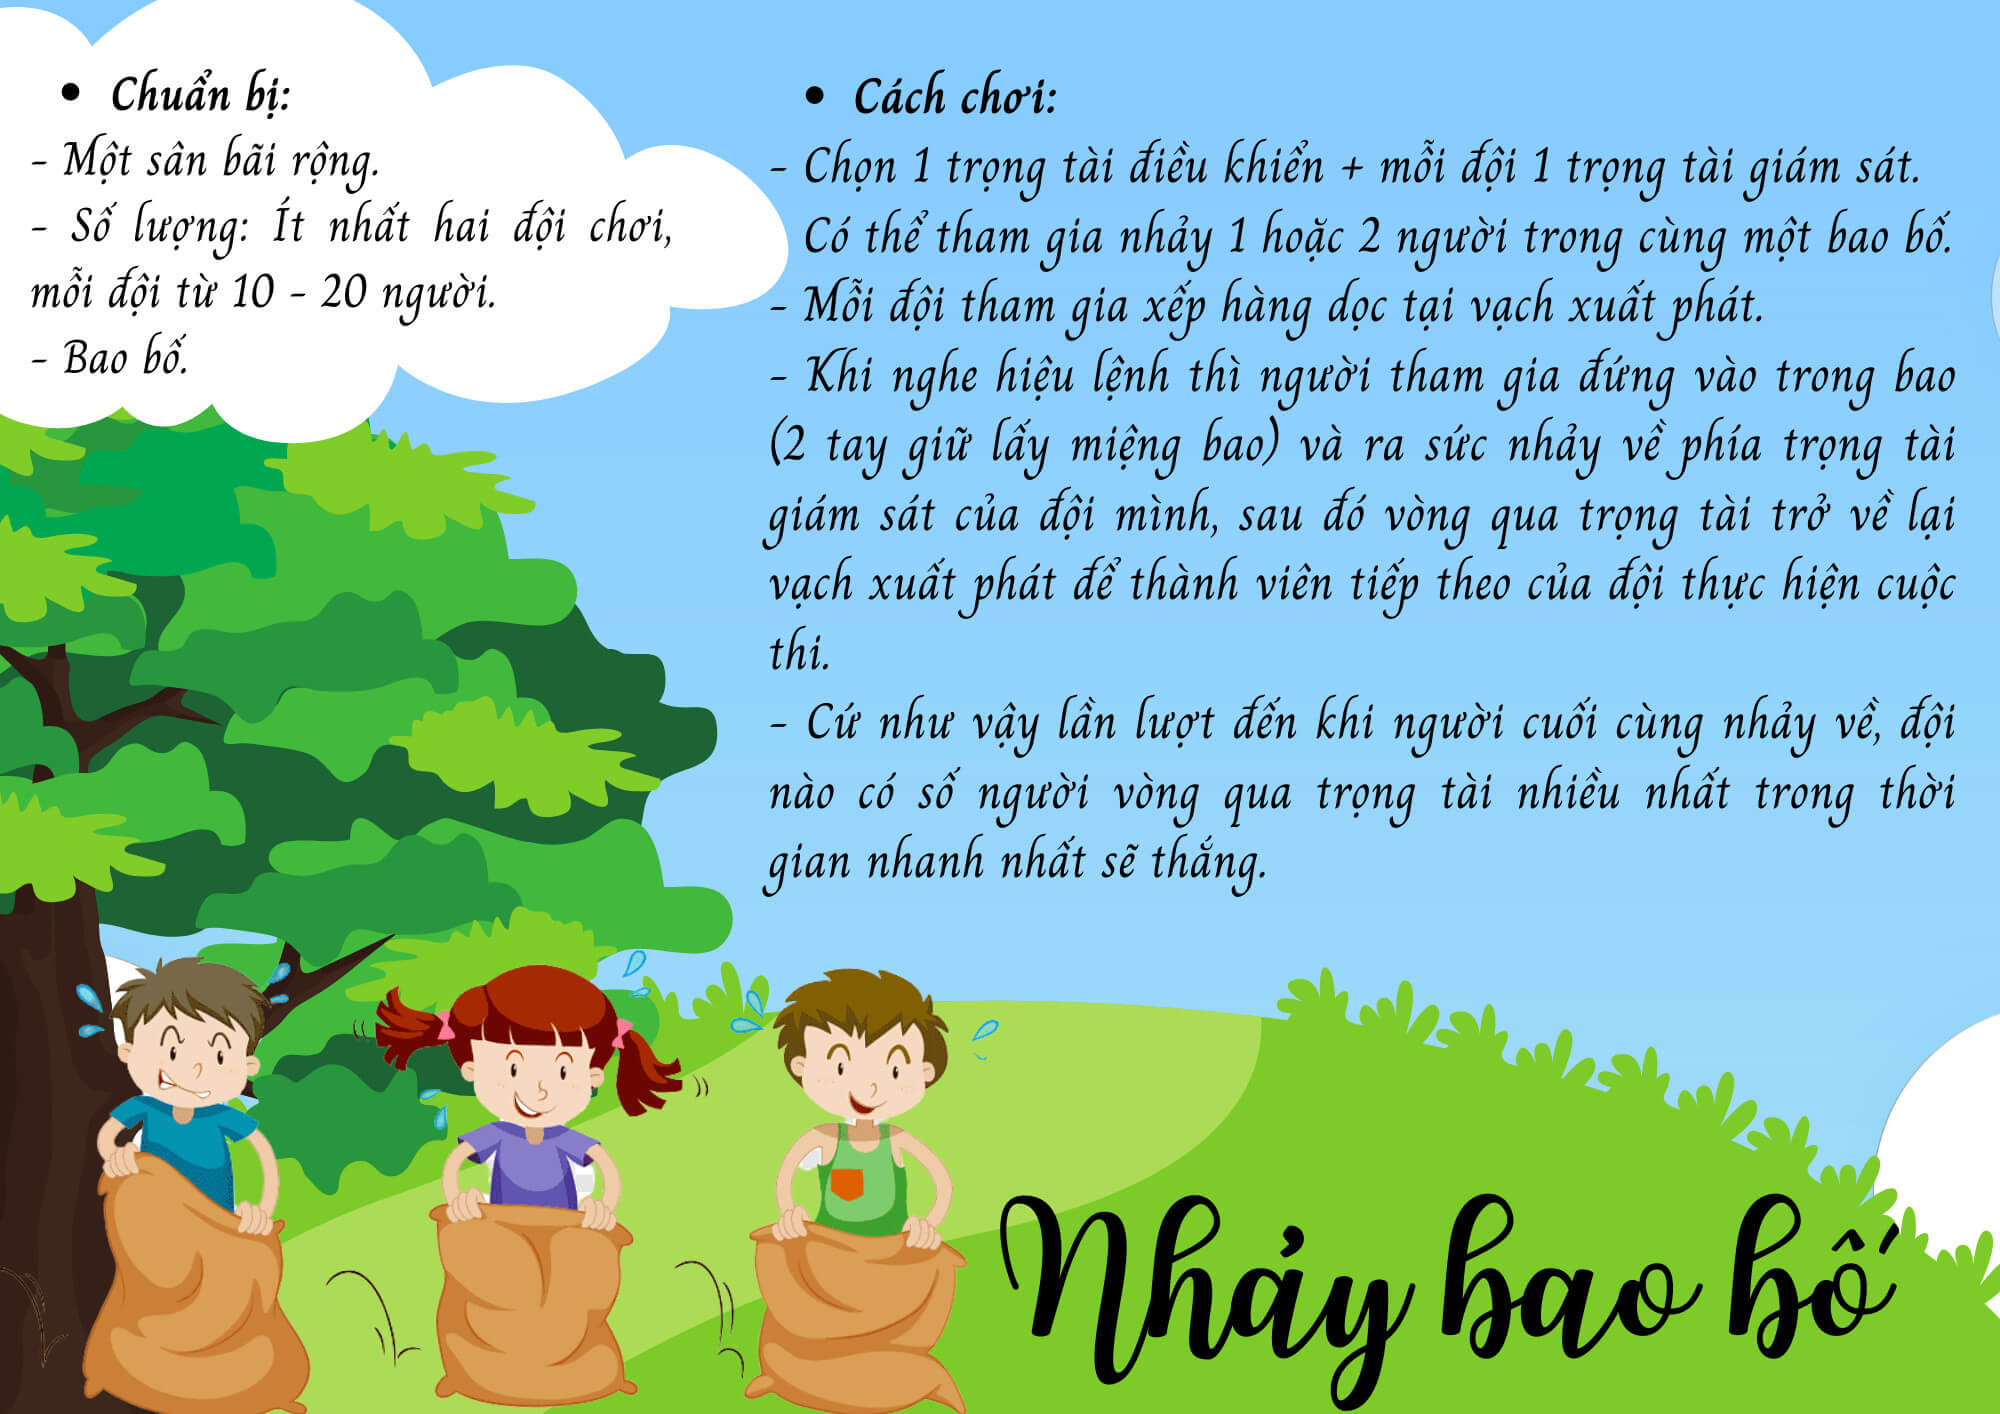 • Chuẩn bị:
- Một sân bãi rộng.
- Số lượng: Ít nhất hai đội chơi,
mỗi đội từ 10 - 20 người.
- Bao bố.
• Cách chơi:
- Chọn 1 trọng tài điều khiển + mỗi đội 1 trọng tài giám sát.
Có thể tham gia nhảy 1 hoặc 2 người trong cùng một bao bố.
- Mỗi đội tham gia xếp hàng dọc tại vạch xuất phát.
- Khi nghe hiệu lệnh thì người tham gia đứng vào trong bao
(2 tay giữ lấy miệng bao) và ra sức nhảy về phía trọng tài
giám sát của đội mình, sau đó vòng qua trọng tài trở về lại
vạch xuất phát để thành viên tiếp theo của đội thực hiện cuộc
thi.
- Cứ như vậy lần lượt đến khi người cuối cùng nhảy về, đội
nào có số người vòng qua trọng tài nhiều nhất trong thời
gian nhanh nhất sẽ thắng.
Nhảy bao bố